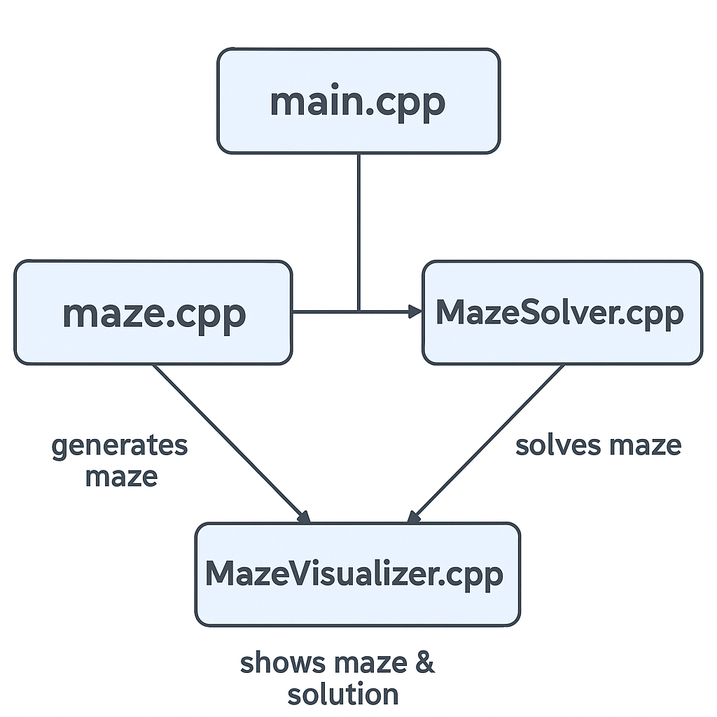 main.cpp
maze.cpp
MazeSolver.cpp
generates
maze
solves maze
MazeVisualizer.cpp
shows maze &
solution